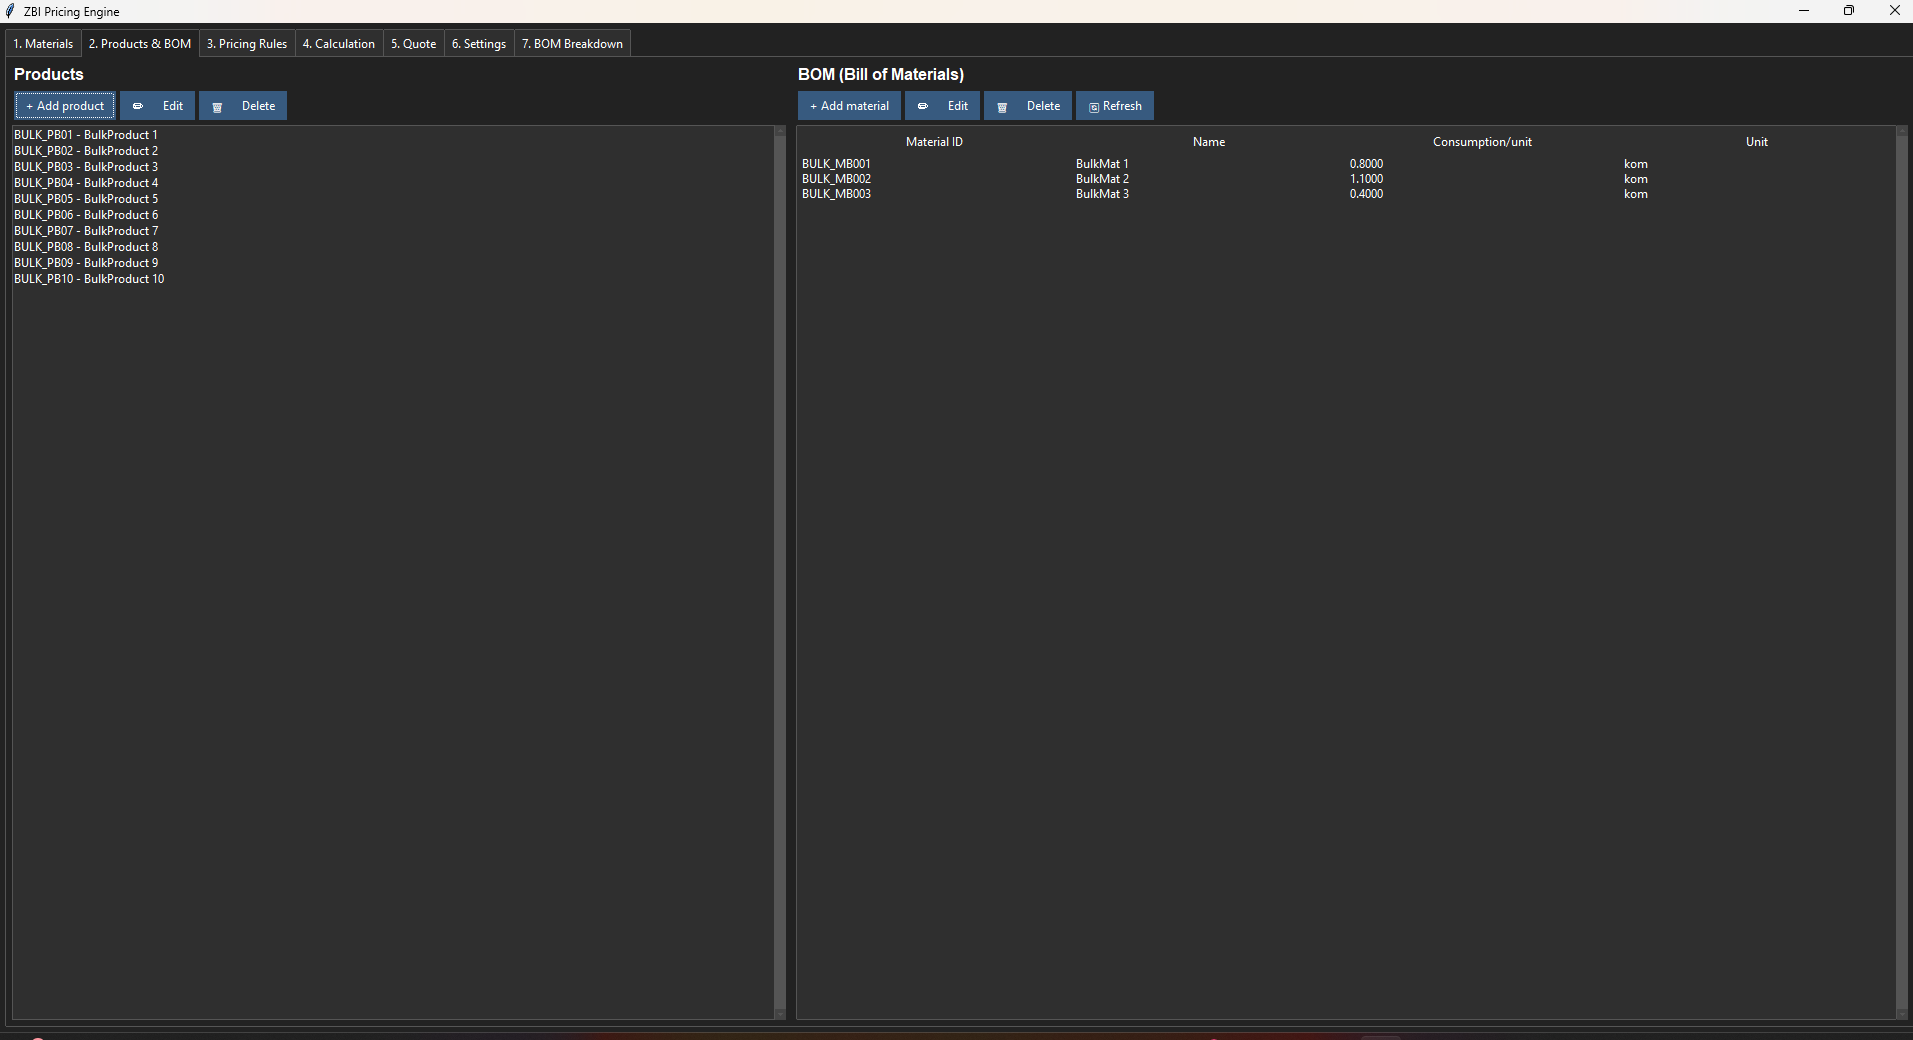 ZBI Pricing Engine
1. Materials 2. Products & BOM 3. Pricing Rules 4. Calculation 5. Quote 6. Settings 7. BOM Breakdown
Products
+ Add product Edit Delete
BULK_PB01 - BulkProduct 1
BULK_PB02 - BulkProduct 2
BULK_PB03 - BulkProduct 3
BULK_PB04 - BulkProduct 4
BULK_PB05 - BulkProduct 5
BULK_PB06 - BulkProduct 6
BULK_PB07 - BulkProduct 7
BULK_PB08 - BulkProduct 8
BULK_PB09 - BulkProduct 9
BULK_PB10 - BulkProduct 10
BOM (Bill of Materials)
+ Add material Edit Delete Refresh
Material ID Name Consumption/unit Unit
BULK_MB001 BulkMat 1 0.8000 kom
BULK_MB002 BulkMat 2 1.1000 kom
BULK_MB003 BulkMat 3 0.4000 kom